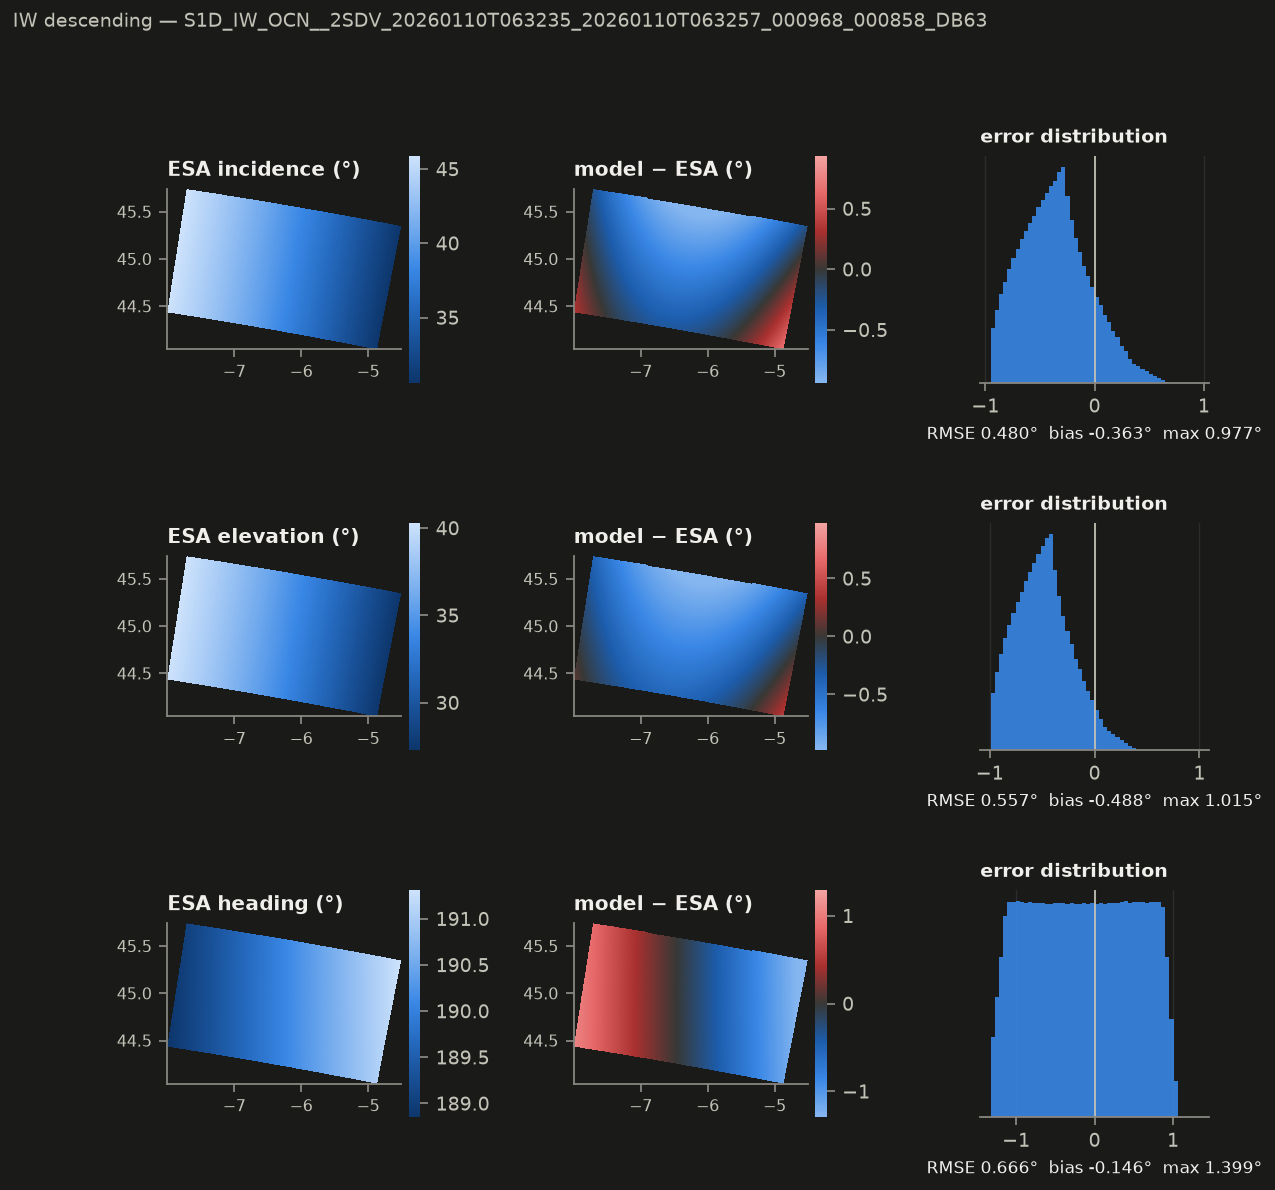 IW descending — S1D_IW_OCN__2SDV_20260110T063235_20260110T063257_000968_000858_DB63
ESA incidence (°)
45.5
45.0
44.5
−7 −6 −5
45
40
35
model − ESA (°)
45.5
45.0
44.5
−7 −6 −5
0.5
0.0
−0.5
error distribution
−1 0 1
RMSE 0.480° bias -0.363° max 0.977°
ESA elevation (°)
45.5
45.0
44.5
−7 −6 −5
40
35
30
model − ESA (°)
45.5
45.0
44.5
−7 −6 −5
0.5
0.0
−0.5
error distribution
−1 0 1
RMSE 0.557° bias -0.488° max 1.015°
ESA heading (°)
45.5
45.0
44.5
−7 −6 −5
191.0
190.5
190.0
189.5
189.0
model − ESA (°)
45.5
45.0
44.5
−7 −6 −5
1
0
−1
error distribution
−1 0 1
RMSE 0.666° bias -0.146° max 1.399°